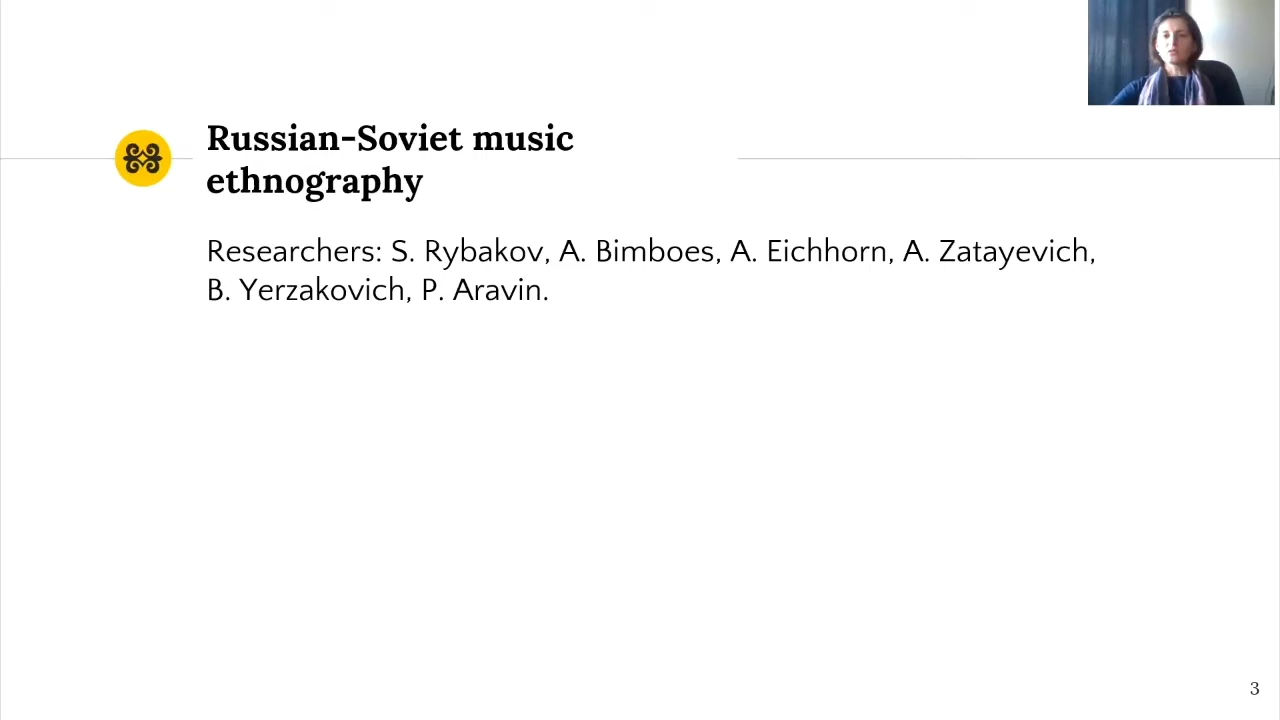 Russian-Soviet music
ethnography
Researchers: S. Rybakov, A. Bimboes, A. Eichhorn, A. Zatayevich,
B. Yerzakovich, P. Aravin.
3